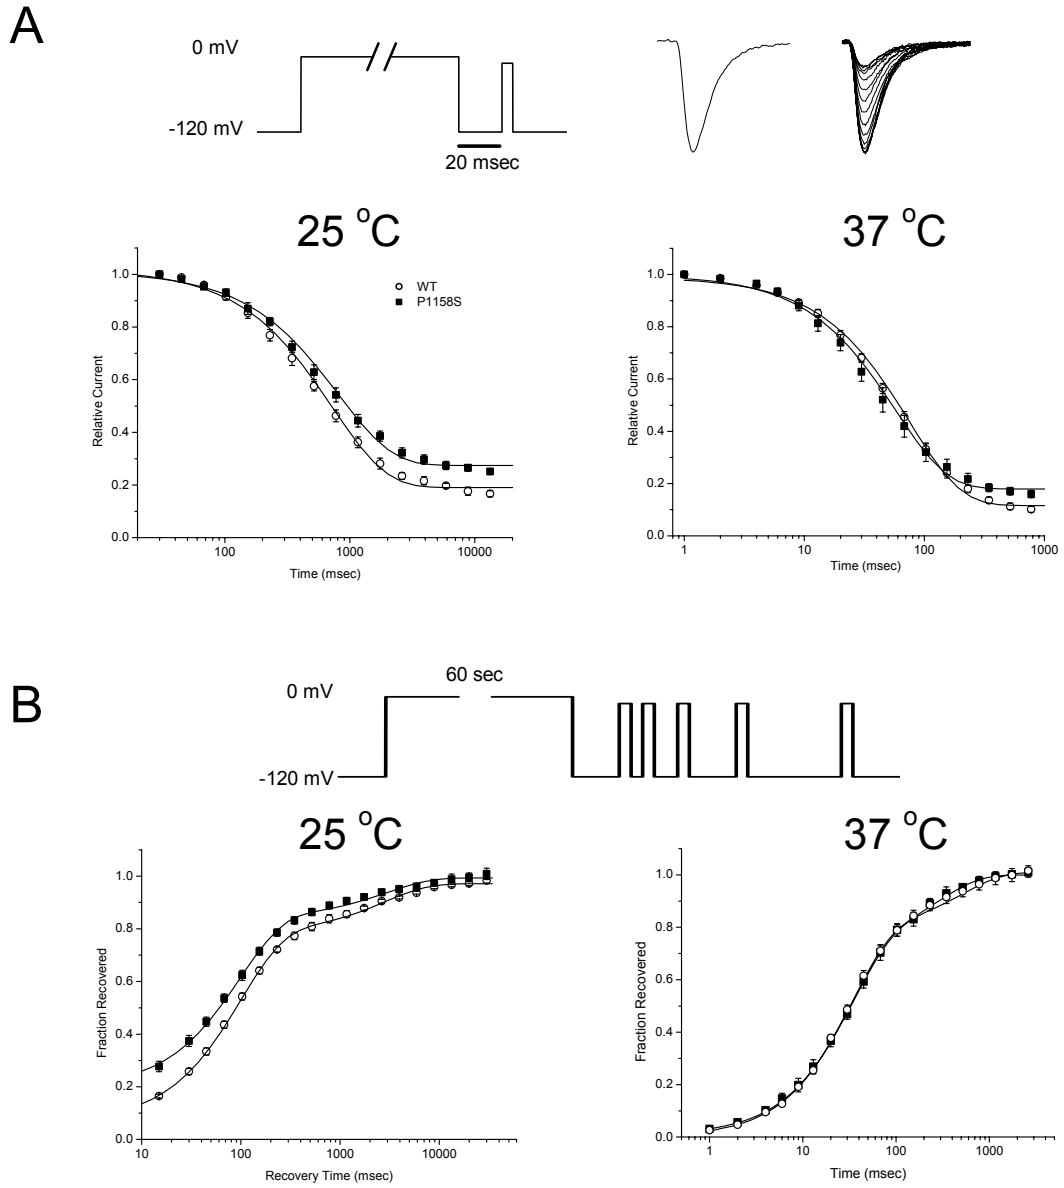 A
0 mV
-120 mV
20 msec
25 °C
37 °C
WT
P1158S
1.0
0.8
0.6
0.4
0.2
0.0
Relative Current
100
1000
10000
Time (msec)
1.0
0.8
0.6
0.4
0.2
0.0
Relative Current
1
10
100
1000
Time (msec)
B
60 sec
0 mV
-120 mV
25 °C
37 °C
1.0
0.8
0.6
0.4
0.2
0.0
Fraction Recovered
10
100
1000
10000
Recovery Time (msec)
1.0
0.8
0.6
0.4
0.2
0.0
Fraction Recovered
1
10
100
1000
Time (msec)